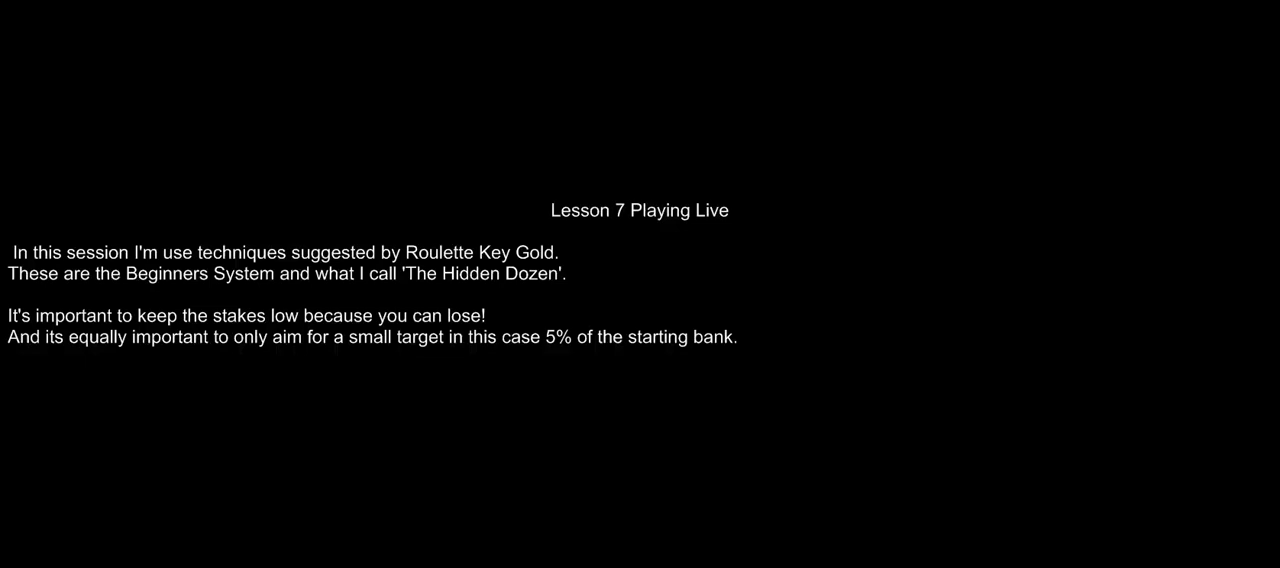 Lesson 7 Playing Live
In this session I'm use techniques suggested by Roulette Key Gold.
These are the Beginners System and what I call 'The Hidden Dozen'.
It's important to keep the stakes low because you can lose!
And its equally important to only aim for a small target in this case 5% of the starting bank.